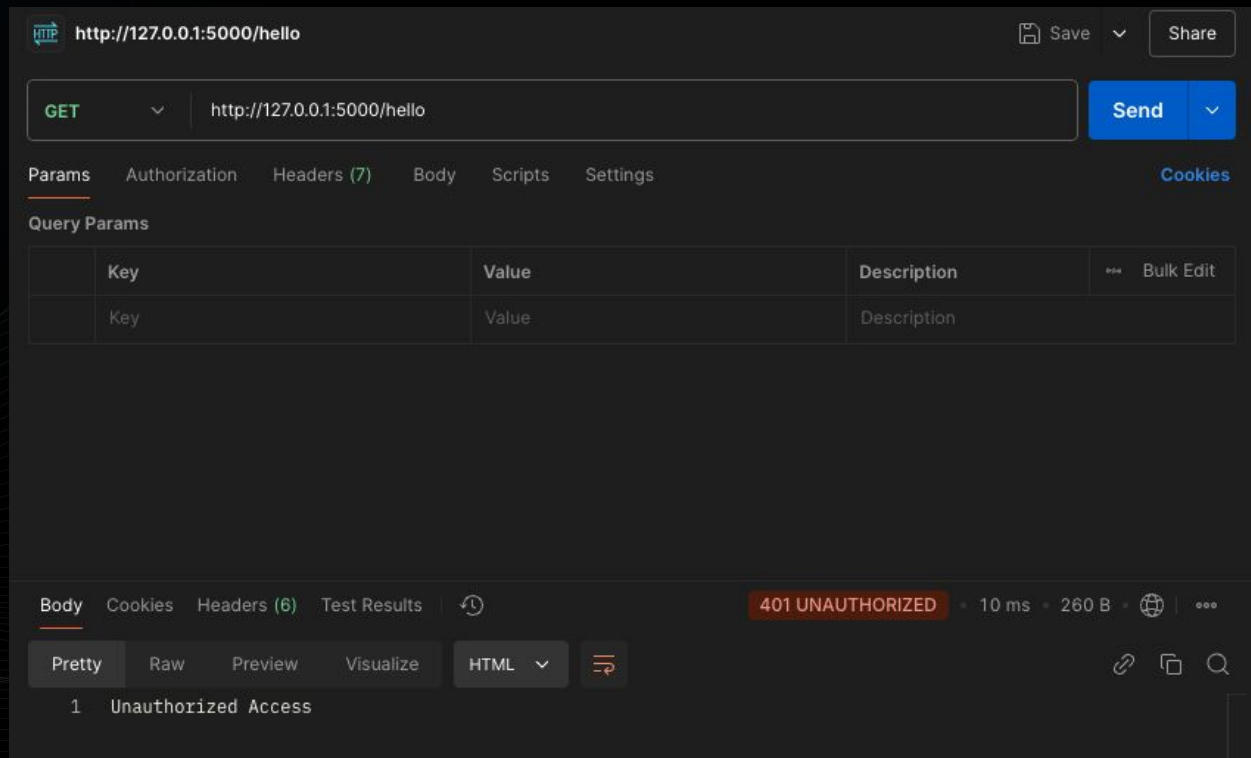 HTTP http://127.0.0.1:5000/hello Save Share
GET http://127.0.0.1:5000/hello Send
Params Authorization Headers (7) Body Scripts Settings Cookies
Query Params
Key Value Description Bulk Edit
Key Value Description
Body Cookies Headers (6) Test Results 401 UNAUTHORIZED 10 ms 260 B
Pretty Raw Preview Visualize HTML
1 Unauthorized Access